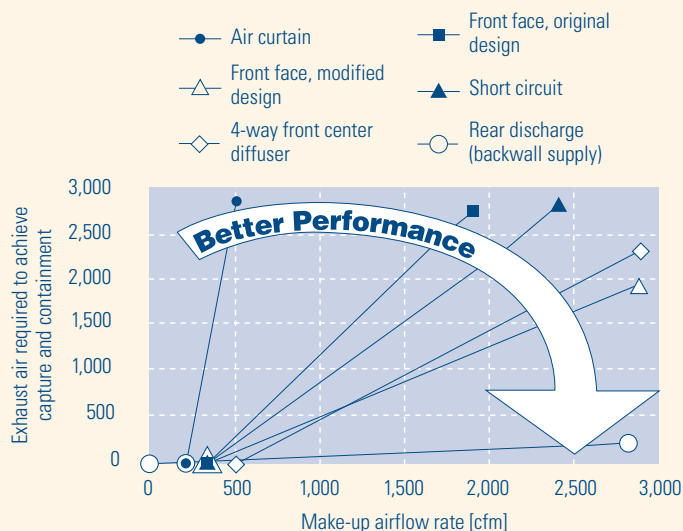 Air curtain
Front face, original
design
Front face, modified
design
Short circuit
4-way front center
diffuser
Rear discharge
(backwall supply)
Exhaust air required to achieve
capture and containment
3,000
2,500
2,000
1,500
1,000
500
0
Better Performance
0 500 1,000 1,500 2,000 2,500 3,000
Make-up airflow rate [cfm]